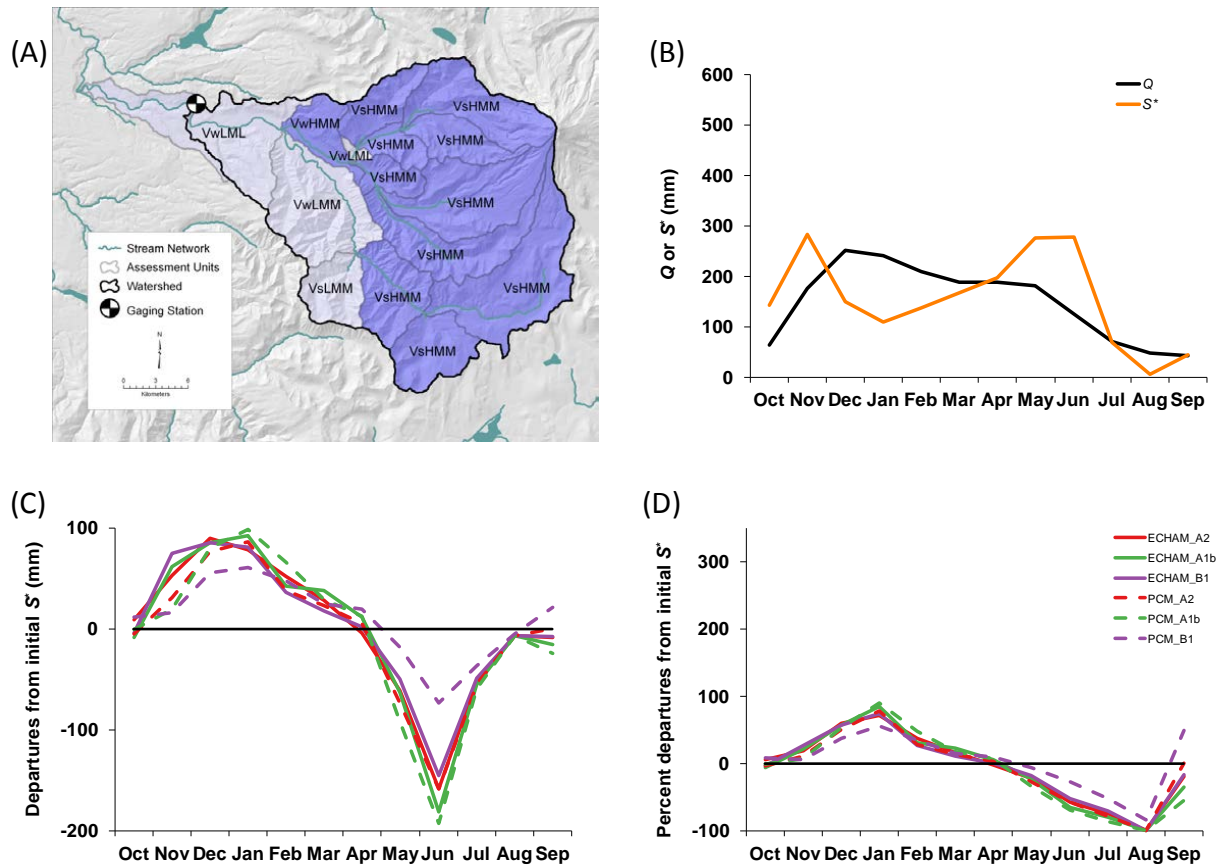 (A)
VsHMM
VsHMM
VwHMM
VsHMM
VwLML
VsHMM
VwLML
VsHMM
VwLMM
VsHMM
VsHMM
VsLMM
VsHMM
VsHMM
VsHMM
Stream Network
Assessment Units
Watershed
Gaging Station
N
0 3 6
Kilometers
(B)
Q or S* (mm)
600
500
400
300
200
100
0
Q
S*
Oct Nov Dec Jan Feb Mar Apr May Jun Jul Aug Sep
(C)
Departures from initial S* (mm)
100
0
-100
-200
Oct Nov Dec Jan Feb Mar Apr May Jun Jul Aug Sep
(D)
Percent departures from initial S*
300
200
100
0
-100
ECHAM_A2
ECHAM_A1b
ECHAM_B1
PCM_A2
PCM_A1b
PCM_B1
Oct Nov Dec Jan Feb Mar Apr May Jun Jul Aug Sep